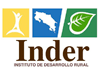 Inder
INSTITUTO DE DESARROLLO RURAL